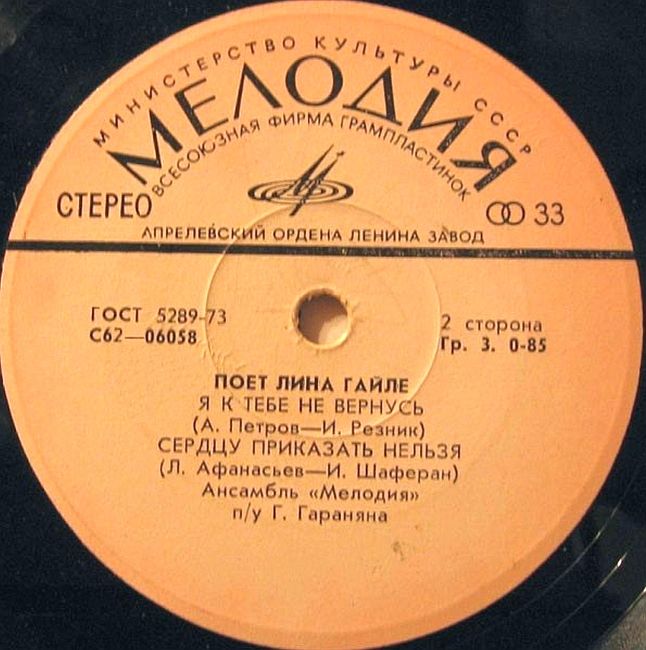 МИНИСТЕРСТВО КУЛЬТУРЫ СССР
МЕЛОДИЯ
ВСЕСОЮЗНАЯ ФИРМА ГРАМПЛАСТИНОК
СТЕРЕО
33
АПРЕЛЕВСКИЙ ОРДЕНА ЛЕНИНА ЗАВОД
ГОСТ 5289-73
С62—06058
2 сторона
Гр. 3. 0-85
ПОЕТ ЛИНА ГАЙЛЕ
Я К ТЕБЕ НЕ ВЕРНУСЬ
(А. Петров—И. Резник)
СЕРДЦУ ПРИКАЗАТЬ НЕЛЬЗЯ
(Л. Афанасьев—И. Шаферан)
Ансамбль «Мелодия»
п/у Г. Гараняна